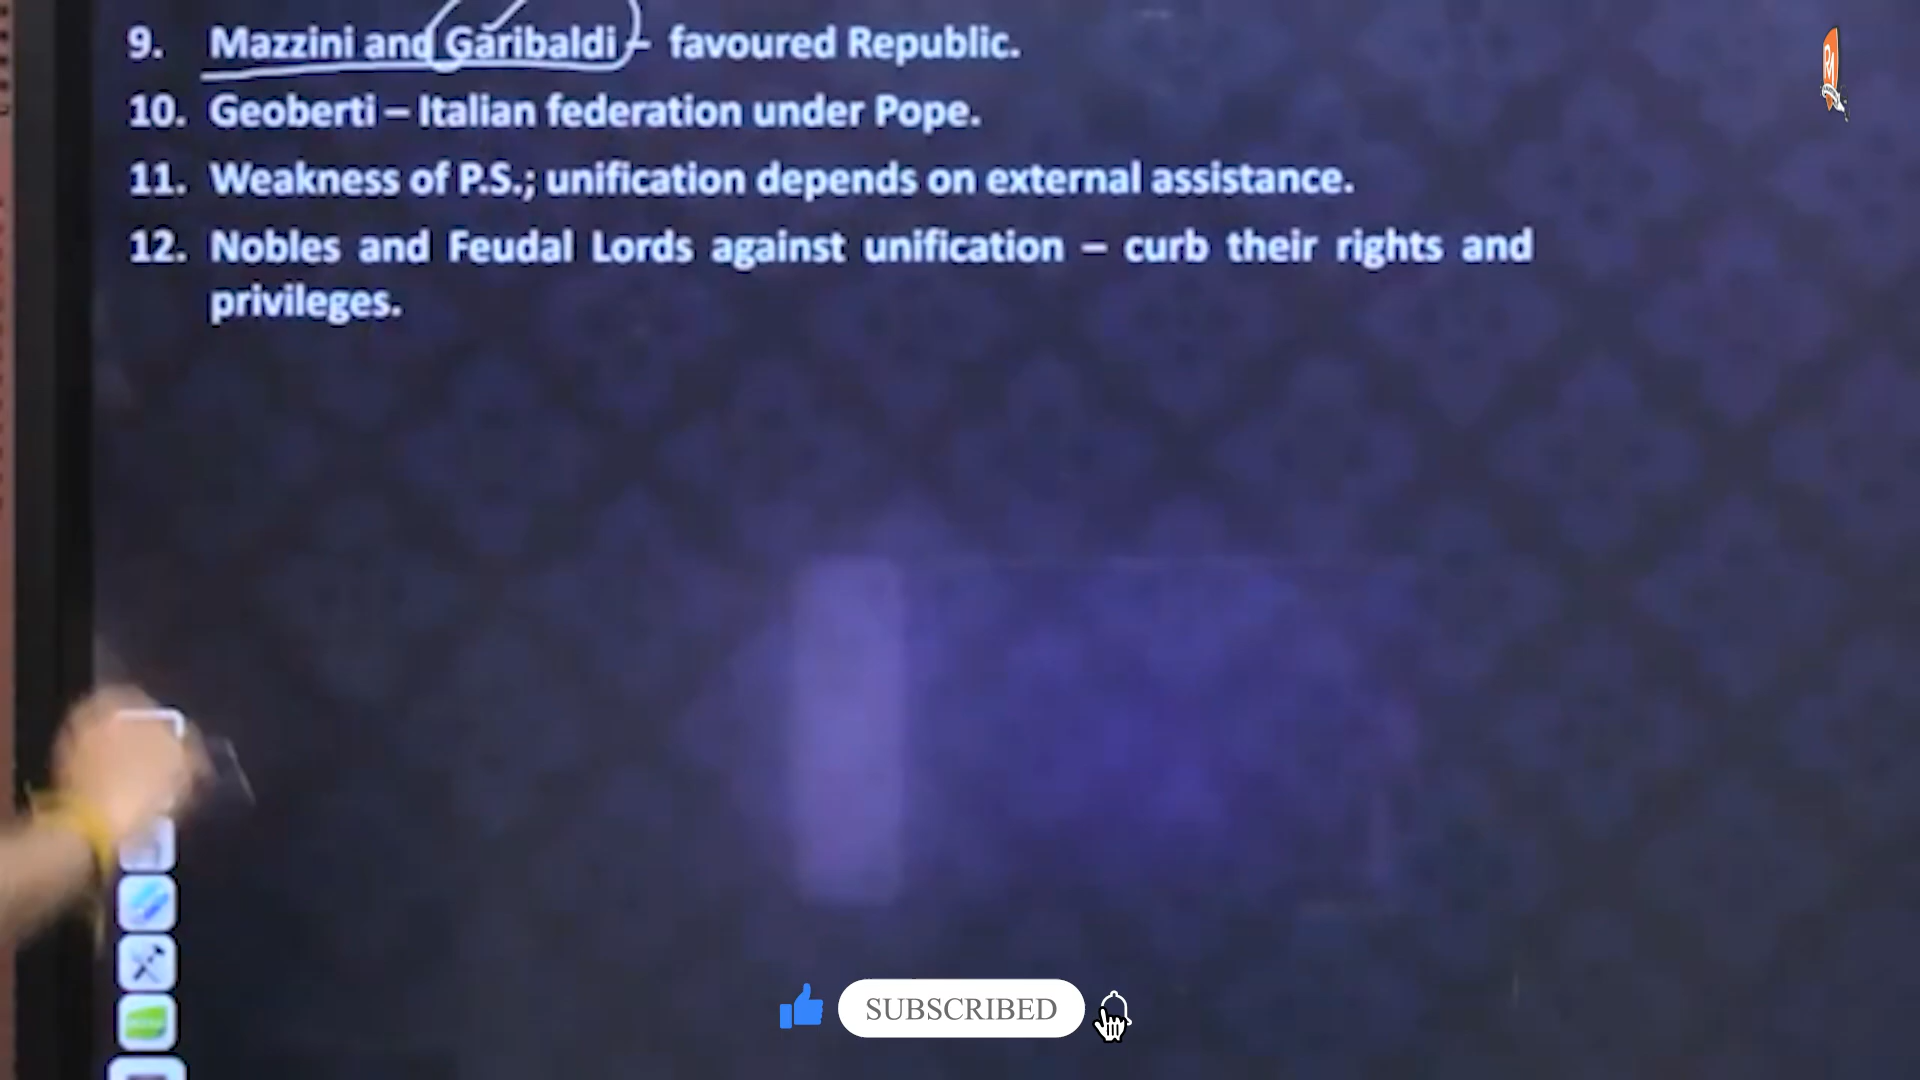 9. Mazzini and Garibaldi – favoured Republic.
10. Geoberti – Italian federation under Pope.
11. Weakness of P.S.; unification depends on external assistance.
12. Nobles and Feudal Lords against unification – curb their rights and
privileges.
SUBSCRIBED